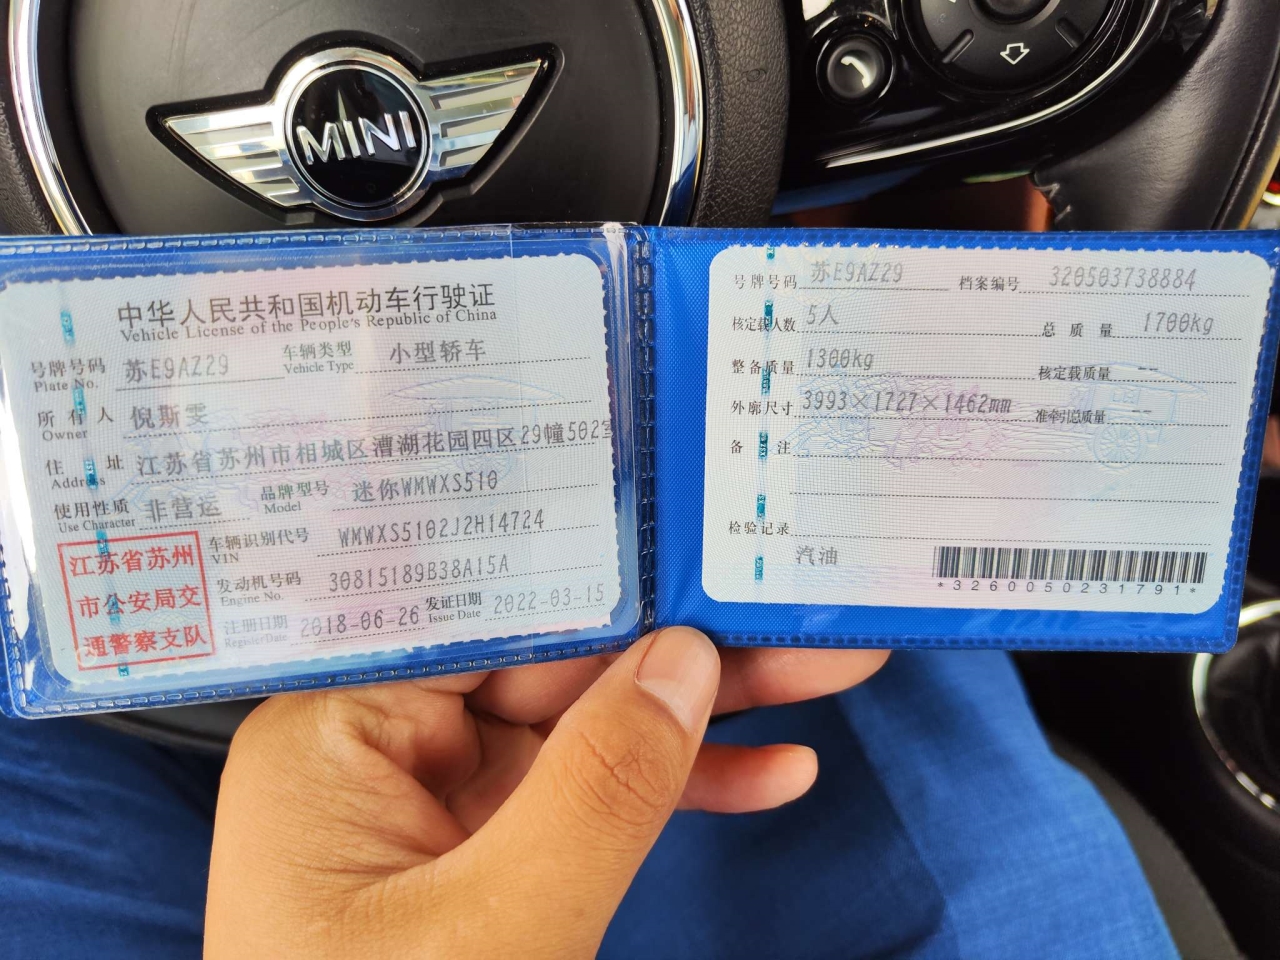 MINI
中华人民共和国机动车行驶证
Vehicle License of the People's Republic of China
号牌号码 苏E9AZ29 车辆类型 小型轿车
Plate No. Vehicle Type
所有人 倪斯雯
Owner
住址 江苏省苏州市相城区漕湖花园四区29幢502室
Address
使用性质 非营运 品牌型号 迷你WMWXS510
Use Character Model
江苏省苏州
市公安局交
通警察支队
车辆识别代号 WMWXS5102J2H14724
VIN
发动机号码 30815189B38A15A
Engine No.
注册日期 2018-06-26 发证日期 2022-03-15
Register Date Issue Date
号牌号码 苏E9AZ29 档案编号 320503738884
核定载人数 5人 总质量 1700kg
整备质量 1300kg 核定载质量 --
外廓尺寸 3993×1727×1462mm 准牵引总质量 --
备注
检验记录
汽油
*3260050231791*